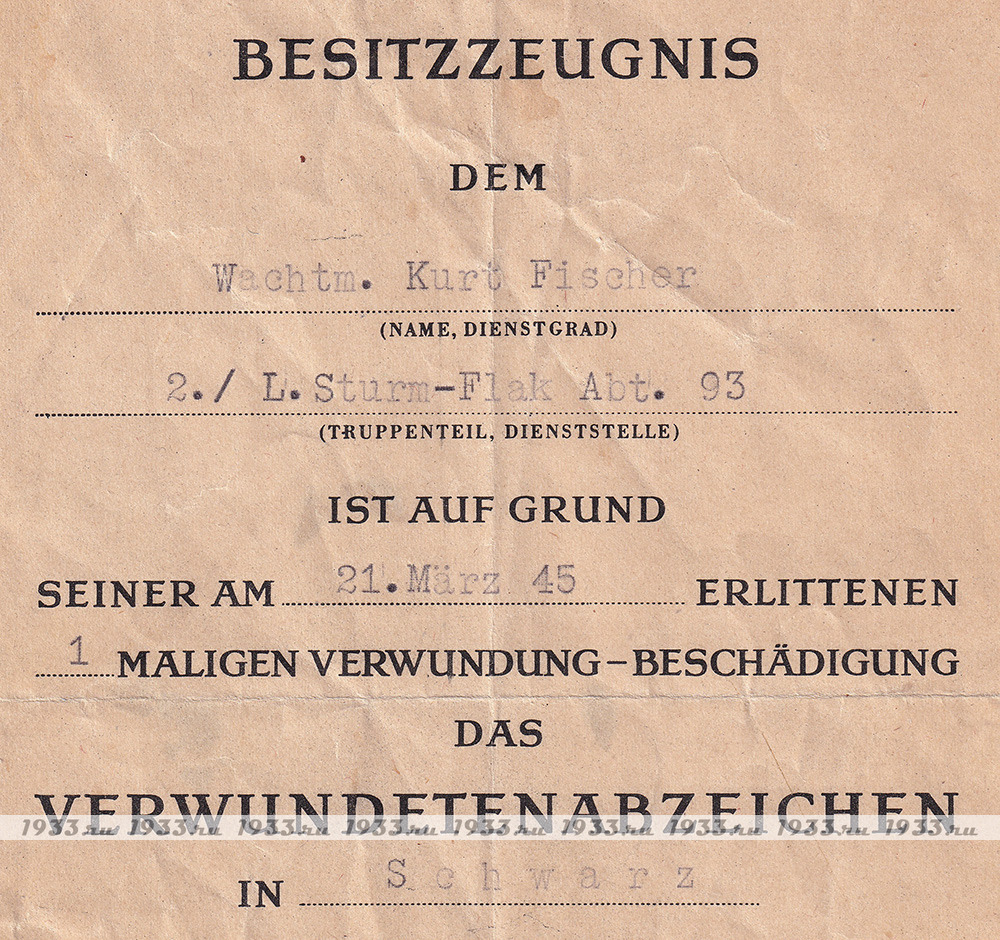 BESITZZEUGNIS
DEM
Wachtm. Kurt Fischer
(NAME, DIENSTGRAD)
2./ L.Sturm-Flak Abt. 93
(TRUPPENTEIL, DIENSTSTELLE)
IST AUF GRUND
SEINER AM 21.März 45 ERLITTENEN
1 MALIGEN VERWUNDUNG – BESCHÄDIGUNG
DAS
VERWUNDETENABZEICHEN
1933.ru 1933.ru 1933.ru 1933.ru 1933.ru 1933.ru 1933.ru 1933.ru 1933.ru
IN Schwarz